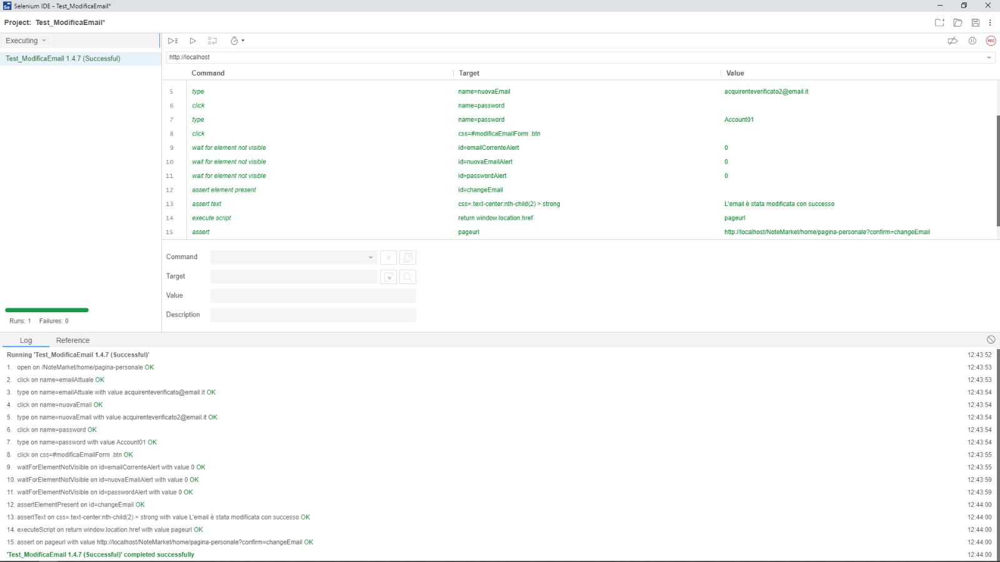 Selenium IDE - Test_ModificaEmail*
Project: Test_ModificaEmail*
Executing
Test_ModificaEmail 1.4.7 (Successful)
REC
http://localhost
Command Target Value
5 type name=nuovaEmail acquirenteverificato2@email.it
6 click name=password
7 type name=password Account01
8 click css=#modificaEmailForm .btn
9 wait for element not visible id=emailCorrenteAlert 0
10 wait for element not visible id=nuovaEmailAlert 0
11 wait for element not visible id=passwordAlert 0
12 assert element present id=changeEmail
13 assert text css=.text-center:nth-child(2) > strong L'email è stata modificata con successo
14 execute script return window.location.href pageurl
15 assert pageurl http://localhost/NoteMarket/home/pagina-personale?confirm=changeEmail
Command //
Target
Value
Description
Runs: 1 Failures: 0
Log Reference
Running 'Test_ModificaEmail 1.4.7 (Successful)' 12:43:52
1. open on /NoteMarket/home/pagina-personale OK 12:43:53
2. click on name=emailAttuale OK 12:43:53
3. type on name=emailAttuale with value acquirenteverificato@email.it OK 12:43:54
4. click on name=nuovaEmail OK 12:43:54
5. type on name=nuovaEmail with value acquirenteverificato2@email.it OK 12:43:54
6. click on name=password OK 12:43:54
7. type on name=password with value Account01 OK 12:43:54
8. click on css=#modificaEmailForm .btn OK 12:43:55
9. waitForElementNotVisible on id=emailCorrenteAlert with value 0 OK 12:43:55
10. waitForElementNotVisible on id=nuovaEmailAlert with value 0 OK 12:43:59
11. waitForElementNotVisible on id=passwordAlert with value 0 OK 12:43:59
12. assertElementPresent on id=changeEmail OK 12:44:00
13. assertText on css=.text-center:nth-child(2) > strong with value L'email è stata modificata con successo OK 12:44:00
14. executeScript on return window.location.href with value pageurl OK 12:44:00
15. assert on pageurl with value http://localhost/NoteMarket/home/pagina-personale?confirm=changeEmail OK 12:44:00
'Test_ModificaEmail 1.4.7 (Successful)' completed successfully 12:44:00